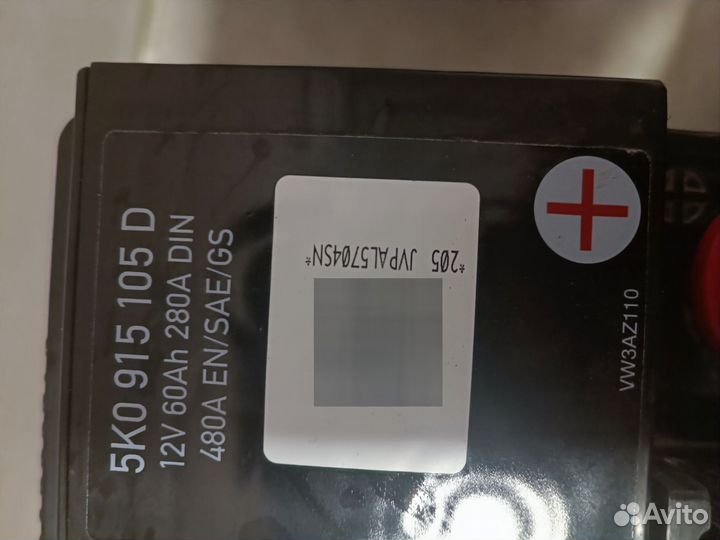 5K0 915 105 D
12V 60Ah 280A DIN
480A EN/SAE/GS
*205 JVPAL5704SN*
VW3AZ110
Avito